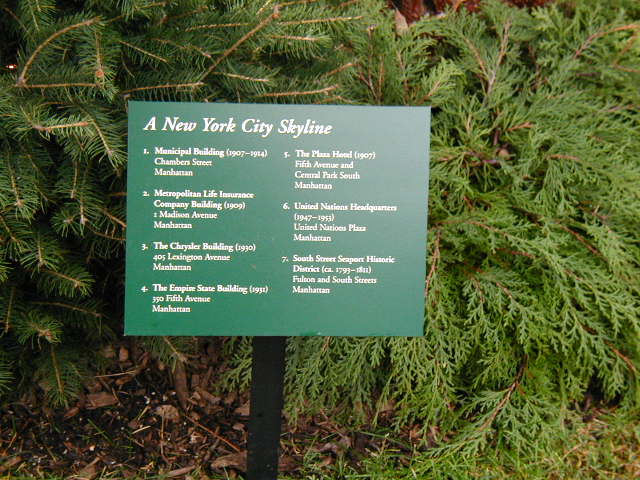 A New York City Skyline
1. Municipal Building (1907–1914)
Chambers Street
Manhattan
2. Metropolitan Life Insurance
Company Building (1909)
1 Madison Avenue
Manhattan
3. The Chrysler Building (1930)
405 Lexington Avenue
Manhattan
4. The Empire State Building (1931)
350 Fifth Avenue
Manhattan
5. The Plaza Hotel (1907)
Fifth Avenue and
Central Park South
Manhattan
6. United Nations Headquarters
(1947–1953)
United Nations Plaza
Manhattan
7. South Street Seaport Historic
District (ca. 1793–1811)
Fulton and South Streets
Manhattan